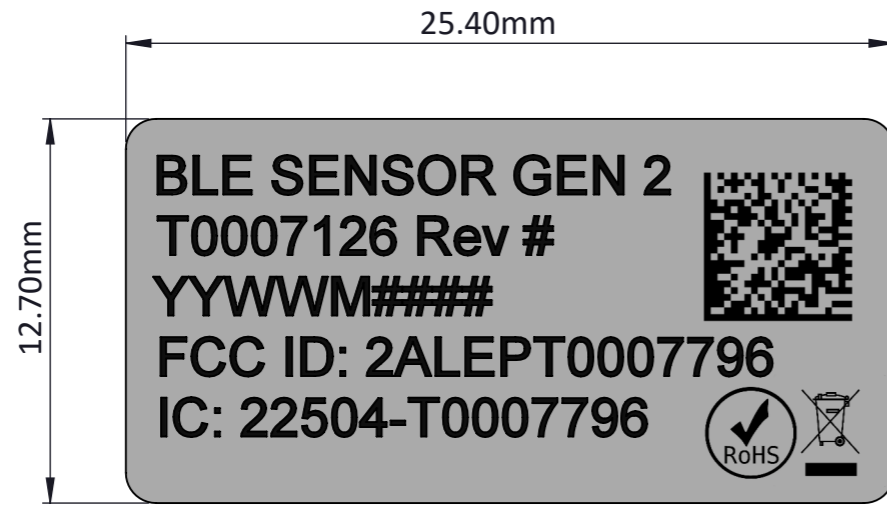 25.40mm
12.70mm
BLE SENSOR GEN 2
T0007126 Rev #
YYWWM####
FCC ID: 2ALEPT0007796
IC: 22504-T0007796
RoHS